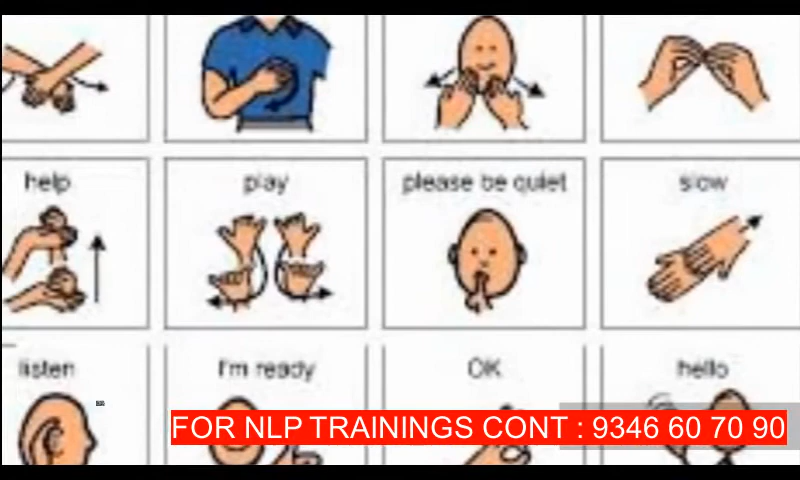 help play please be quiet slow
listen I'm ready OK hello
FOR NLP TRAININGS CONT : 9346 60 70 90